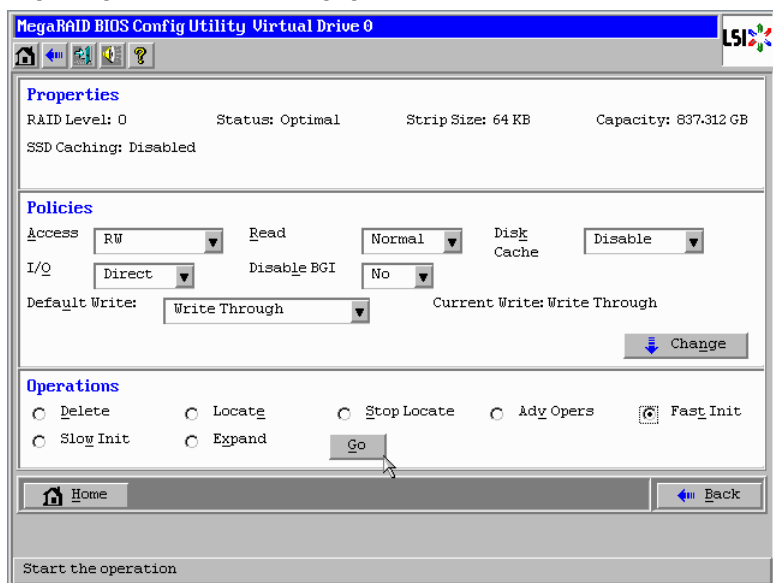 MegaRAID BIOS Config Utility Virtual Drive 0
LSI
Properties
RAID Level: 0 Status: Optimal Strip Size: 64 KB Capacity: 837.312 GB
SSD Caching: Disabled
Policies
Access RW Read Normal Disk Cache Disable
I/O Direct Disable BGI No
Default Write: Write Through Current Write: Write Through
Change
Operations
Delete Locate Stop Locate Adv Opers Fast Init
Slow Init Expand Go
Home Back
Start the operation